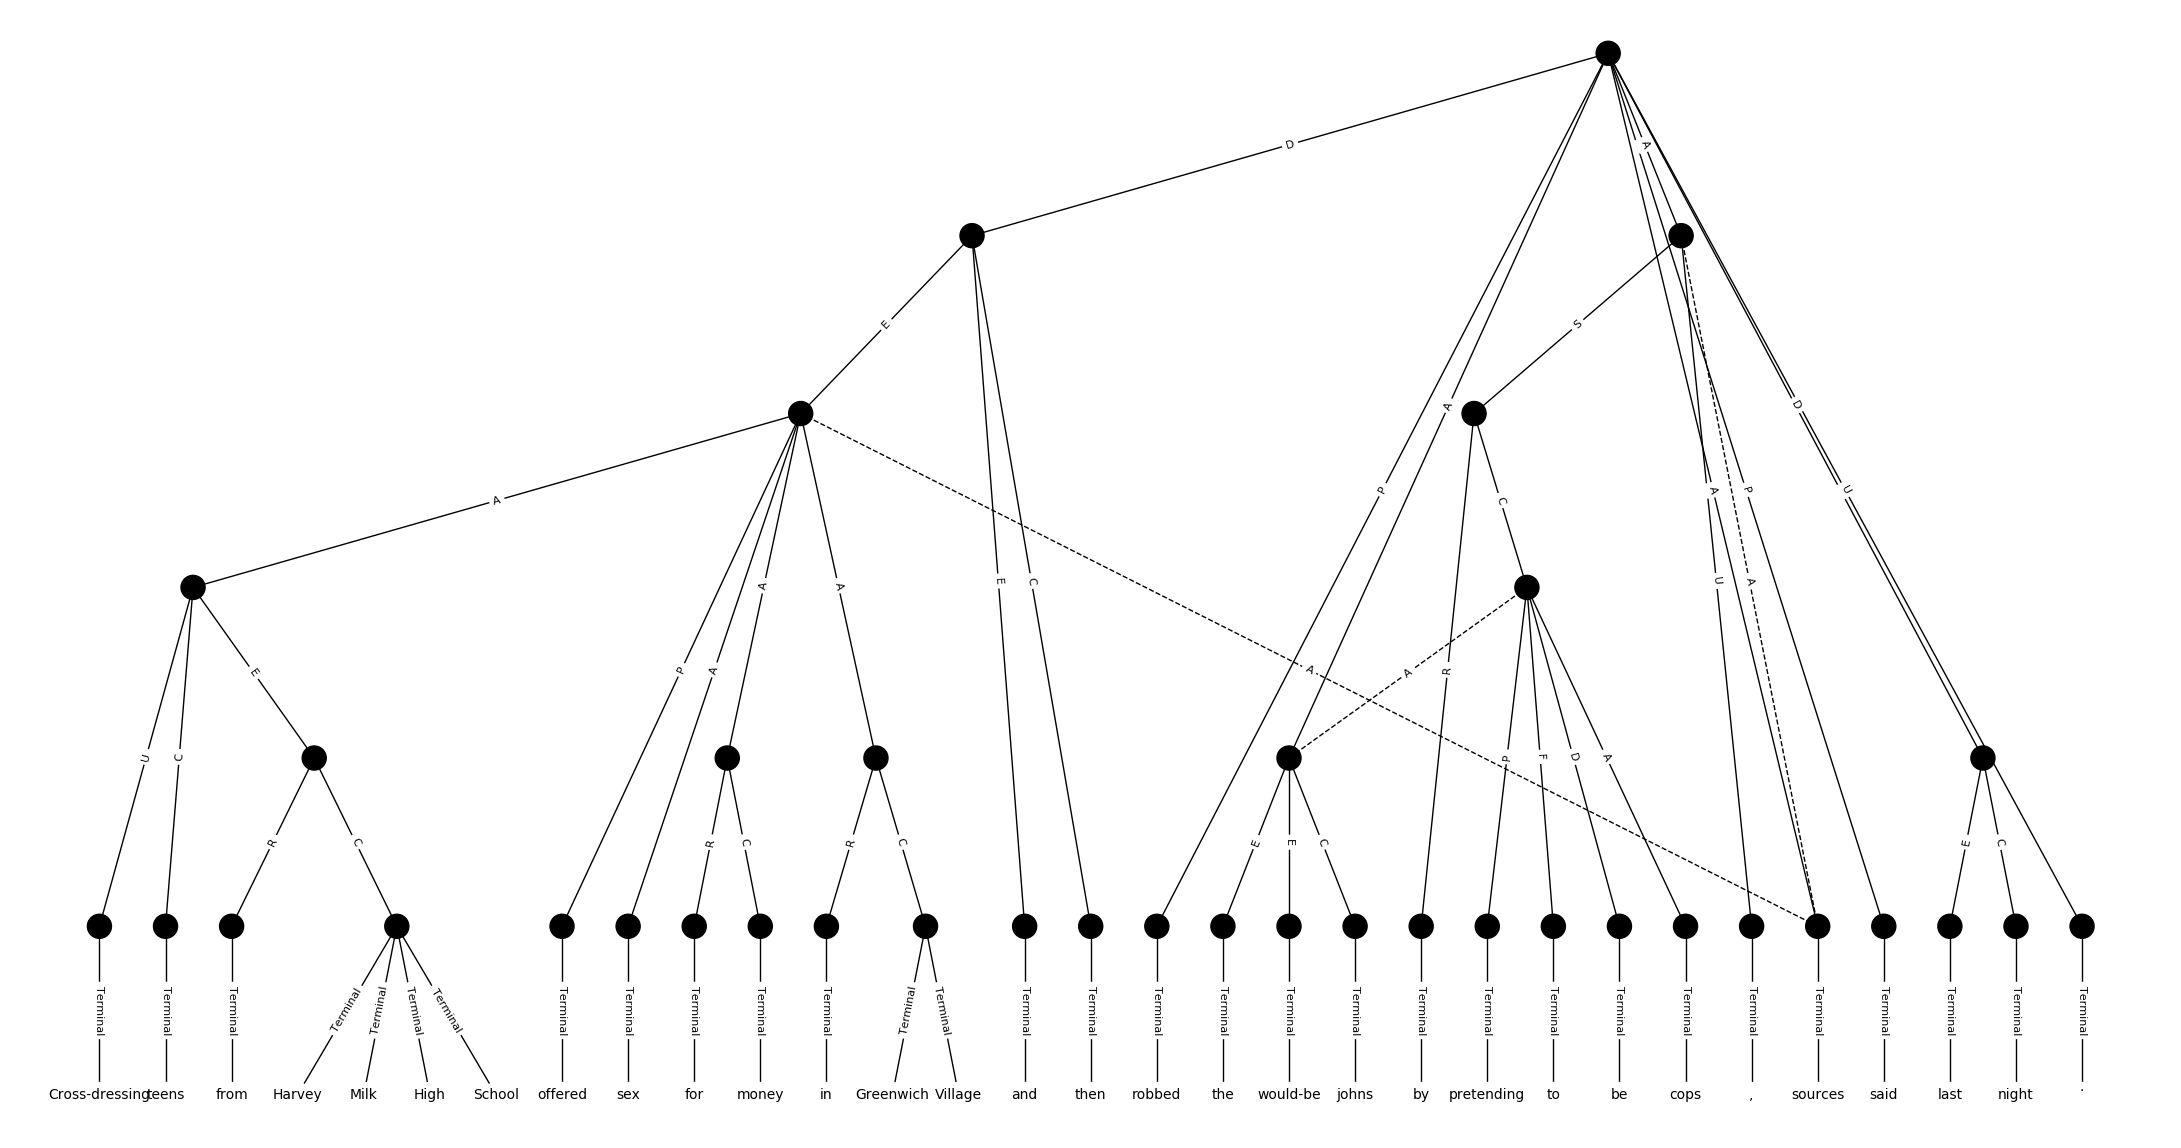 D
A
E
S
A
D
A
P
A
P
U
C
A
A
E
C
U
A
P
A
E
A
A
R
U
C
P
F
D
A
R
C
R
C
R
C
E
E
C
E
C
Terminal Terminal Terminal Terminal Terminal Terminal Terminal Terminal Terminal Terminal Terminal Terminal Terminal Terminal Terminal Terminal Terminal Terminal Terminal Terminal Terminal Terminal Terminal Terminal Terminal Terminal Terminal Terminal Terminal Terminal Terminal
Cross-dressing teens from Harvey Milk High School offered sex for money in Greenwich Village and then robbed the would-be johns by pretending to be cops , sources said last night .